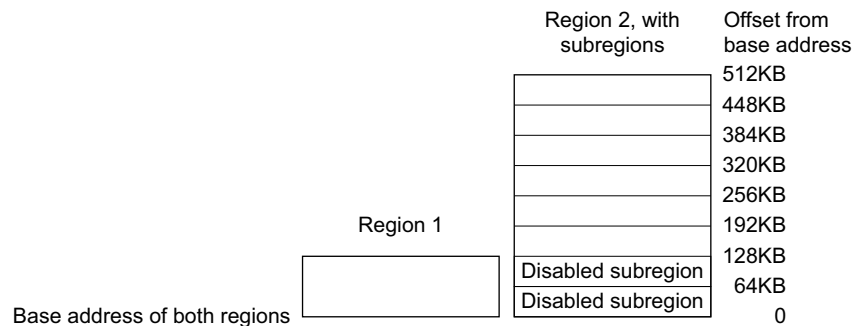 Region 2, with
subregions
Offset from
base address
512KB
448KB
384KB
320KB
256KB
192KB
Region 1
128KB
Disabled subregion
64KB
Disabled subregion
Base address of both regions
0